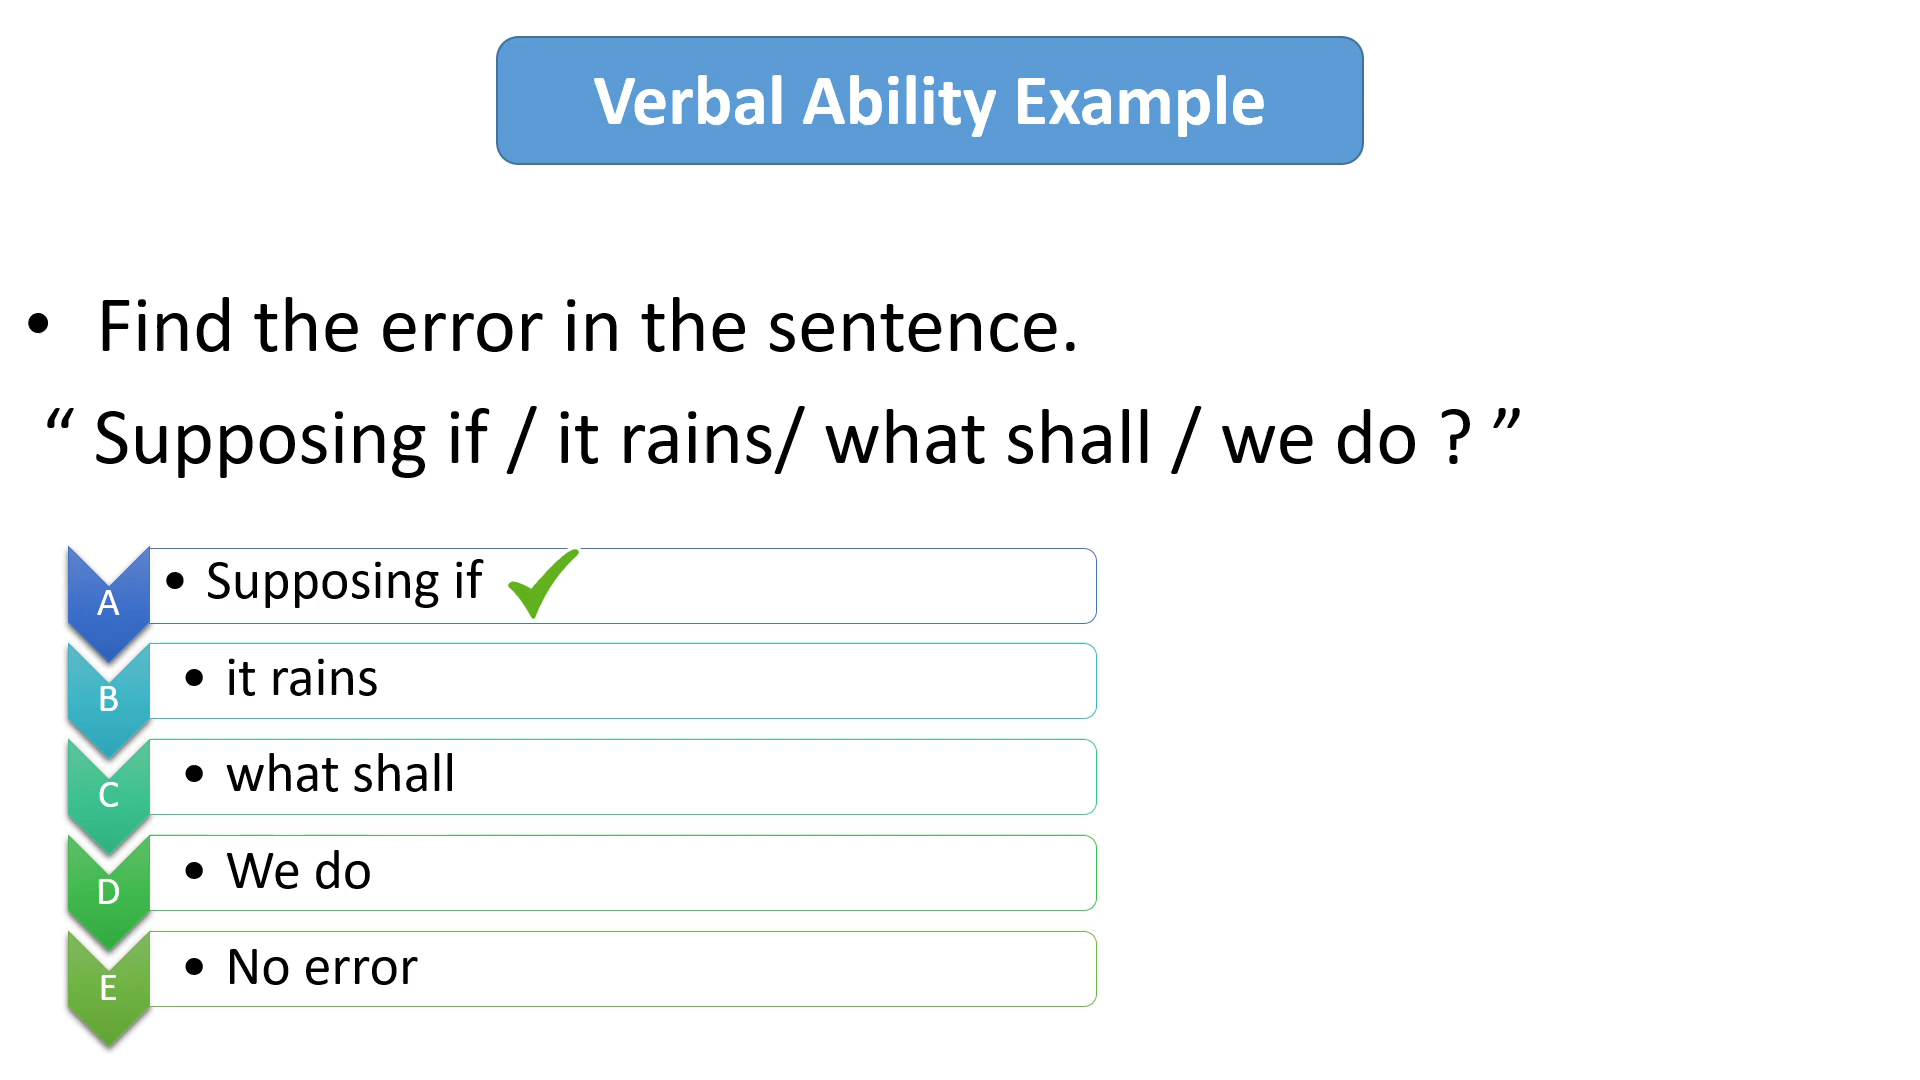 Verbal Ability Example
• Find the error in the sentence.
“ Supposing if / it rains/ what shall / we do ? ”
A • Supposing if
B • it rains
C • what shall
D • We do
E • No error